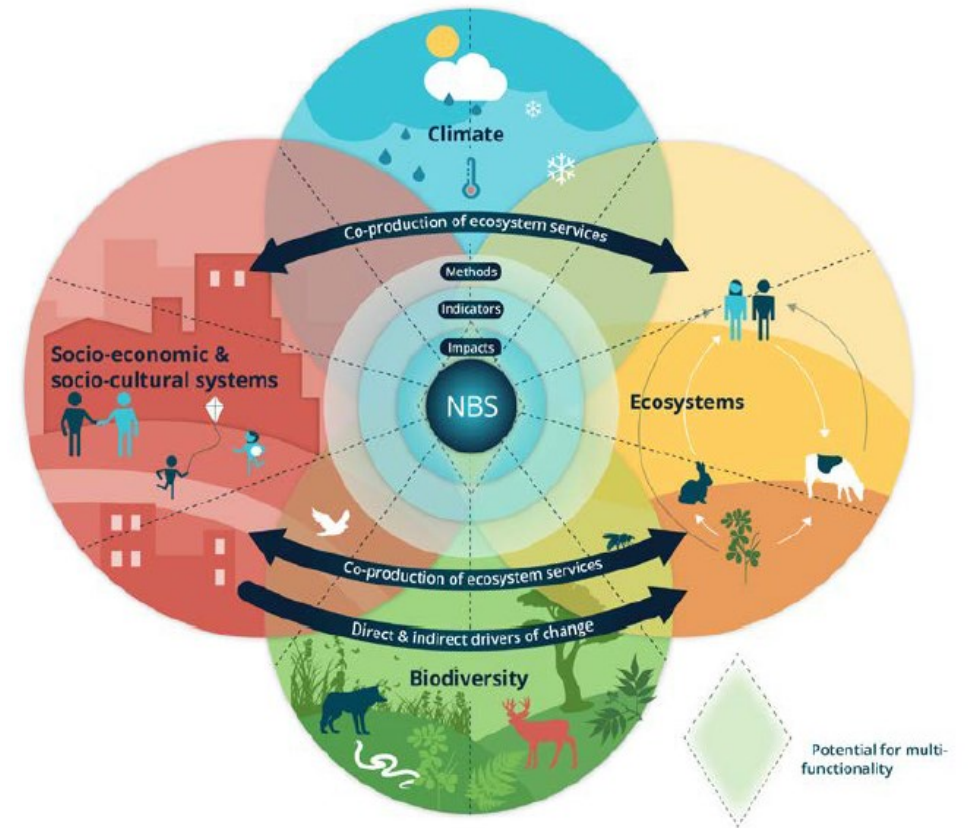 Climate
Co-production of ecosystem services
Methods
Indicators
Impacts
NBS
Socio-economic &
socio-cultural systems
Ecosystems
Co-production of ecosystem services
Direct & indirect drivers of change
Biodiversity
Potential for multi-
functionality